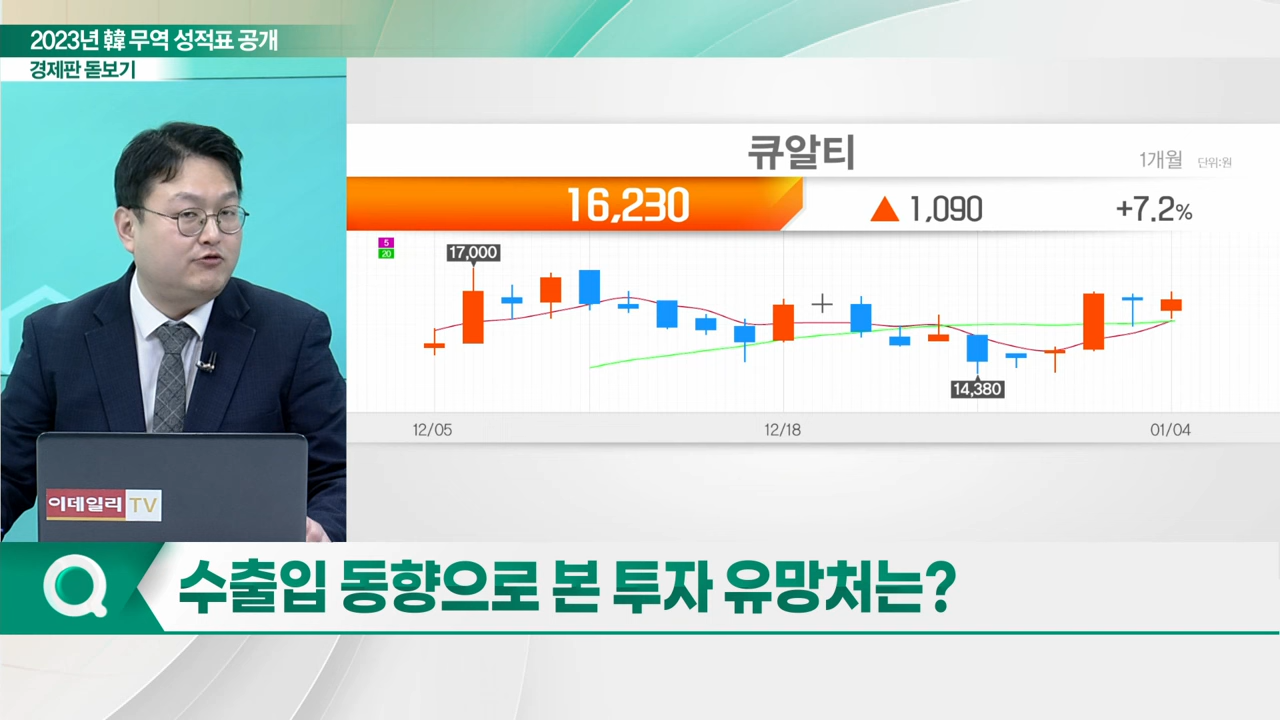 2023년 韓 무역 성적표 공개
경제판 돋보기
큐알티
1개월 단위:원
16,230 ▲ 1,090 +7.2%
5
20
17,000
14,380
12/05 12/18 01/04
이데일리 TV
수출입 동향으로 본 투자 유망처는?